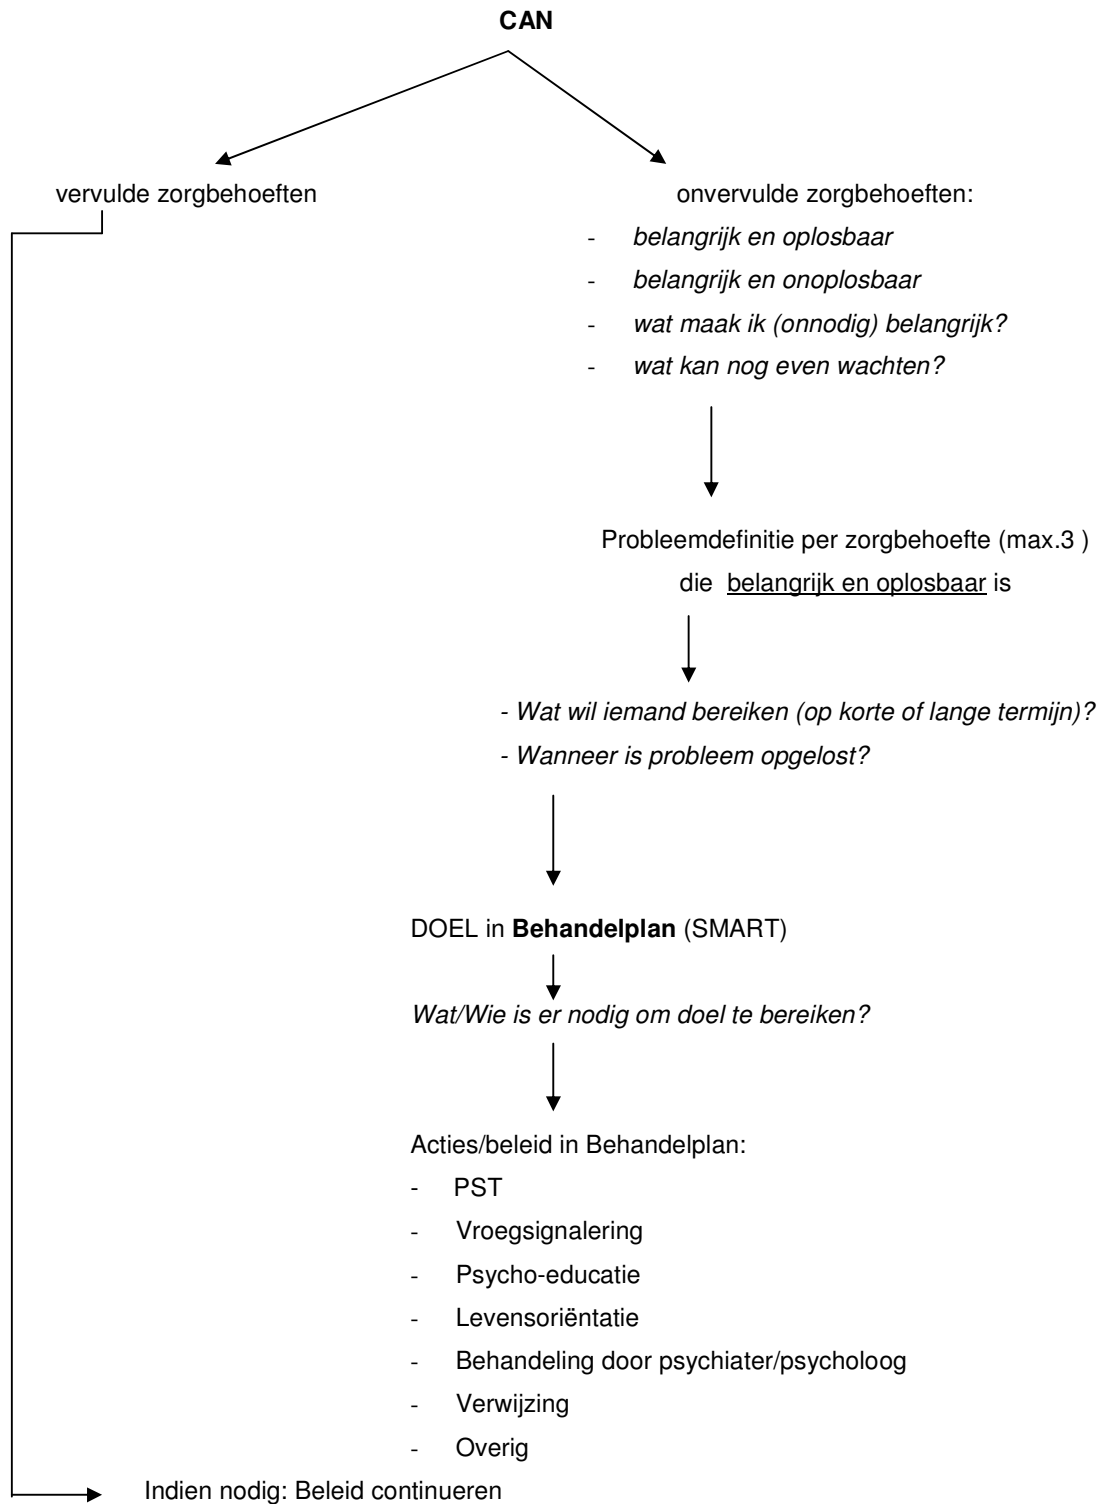 CAN
vervulde zorgbehoeften
onvervulde zorgbehoeften:
- belangrijk en oplosbaar
- belangrijk en onoplosbaar
- wat maak ik (onnodig) belangrijk?
- wat kan nog even wachten?
Probleemdefinitie per zorgbehoefte (max.3 )
die belangrijk en oplosbaar is
- Wat wil iemand bereiken (op korte of lange termijn)?
- Wanneer is probleem opgelost?
DOEL in Behandelplan (SMART)
Wat/Wie is er nodig om doel te bereiken?
Acties/beleid in Behandelplan:
- PST
- Vroegsignalering
- Psycho-educatie
- Levensoriëntatie
- Behandeling door psychiater/psycholoog
- Verwijzing
- Overig
Indien nodig: Beleid continueren